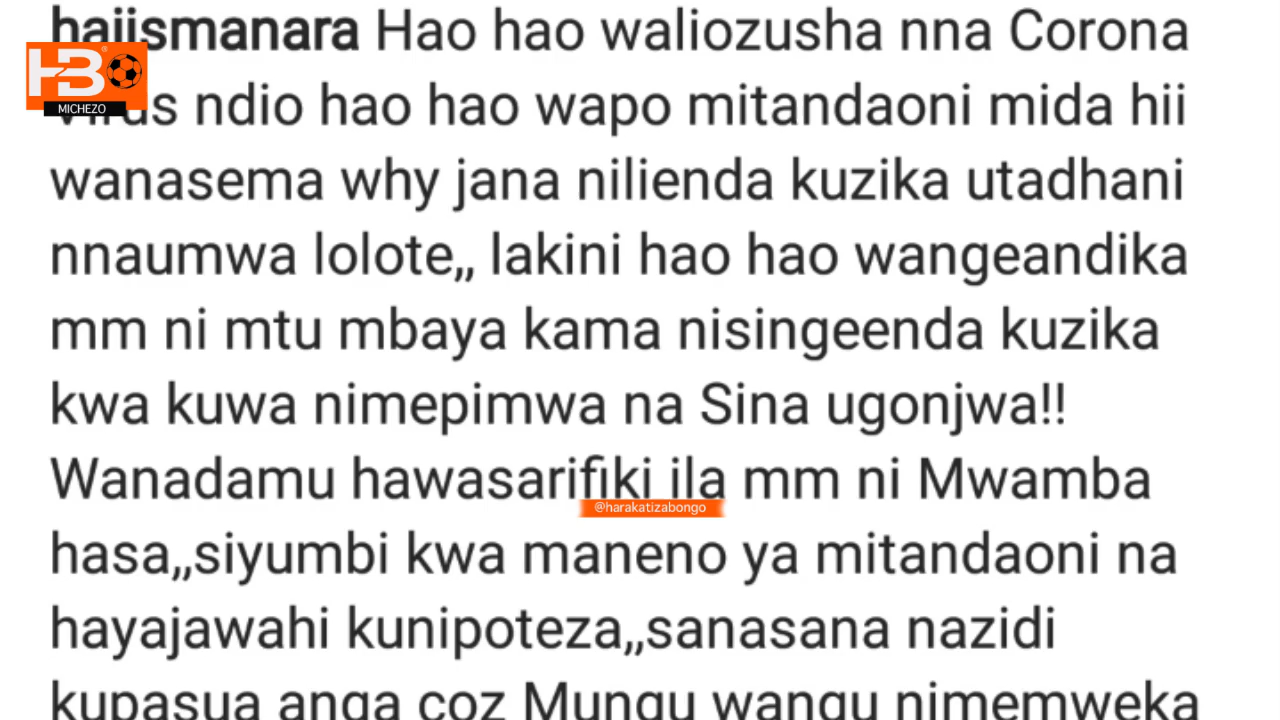 hajismanara Hao hao waliozusha nna Corona
HB
MICHEZO
Virus ndio hao hao wapo mitandaoni mida hii
wanasema why jana nilienda kuzika utadhani
nnaumwa lolote,, lakini hao hao wangeandika
mm ni mtu mbaya kama nisingeenda kuzika
kwa kuwa nimepimwa na Sina ugonjwa!!
Wanadamu hawasarifiki ila mm ni Mwamba
@harakatizabongo
hasa,,siyumbi kwa maneno ya mitandaoni na
hayajawahi kunipoteza,,sanasana nazidi
kupasua anga coz Mungu wangu nimemweka